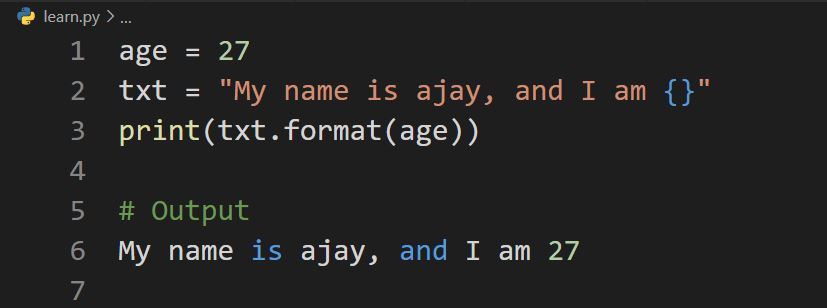 learn.py > ...
1 age = 27
2 txt = "My name is ajay, and I am {}"
3 print(txt.format(age))
4
5 # Output
6 My name is ajay, and I am 27
7